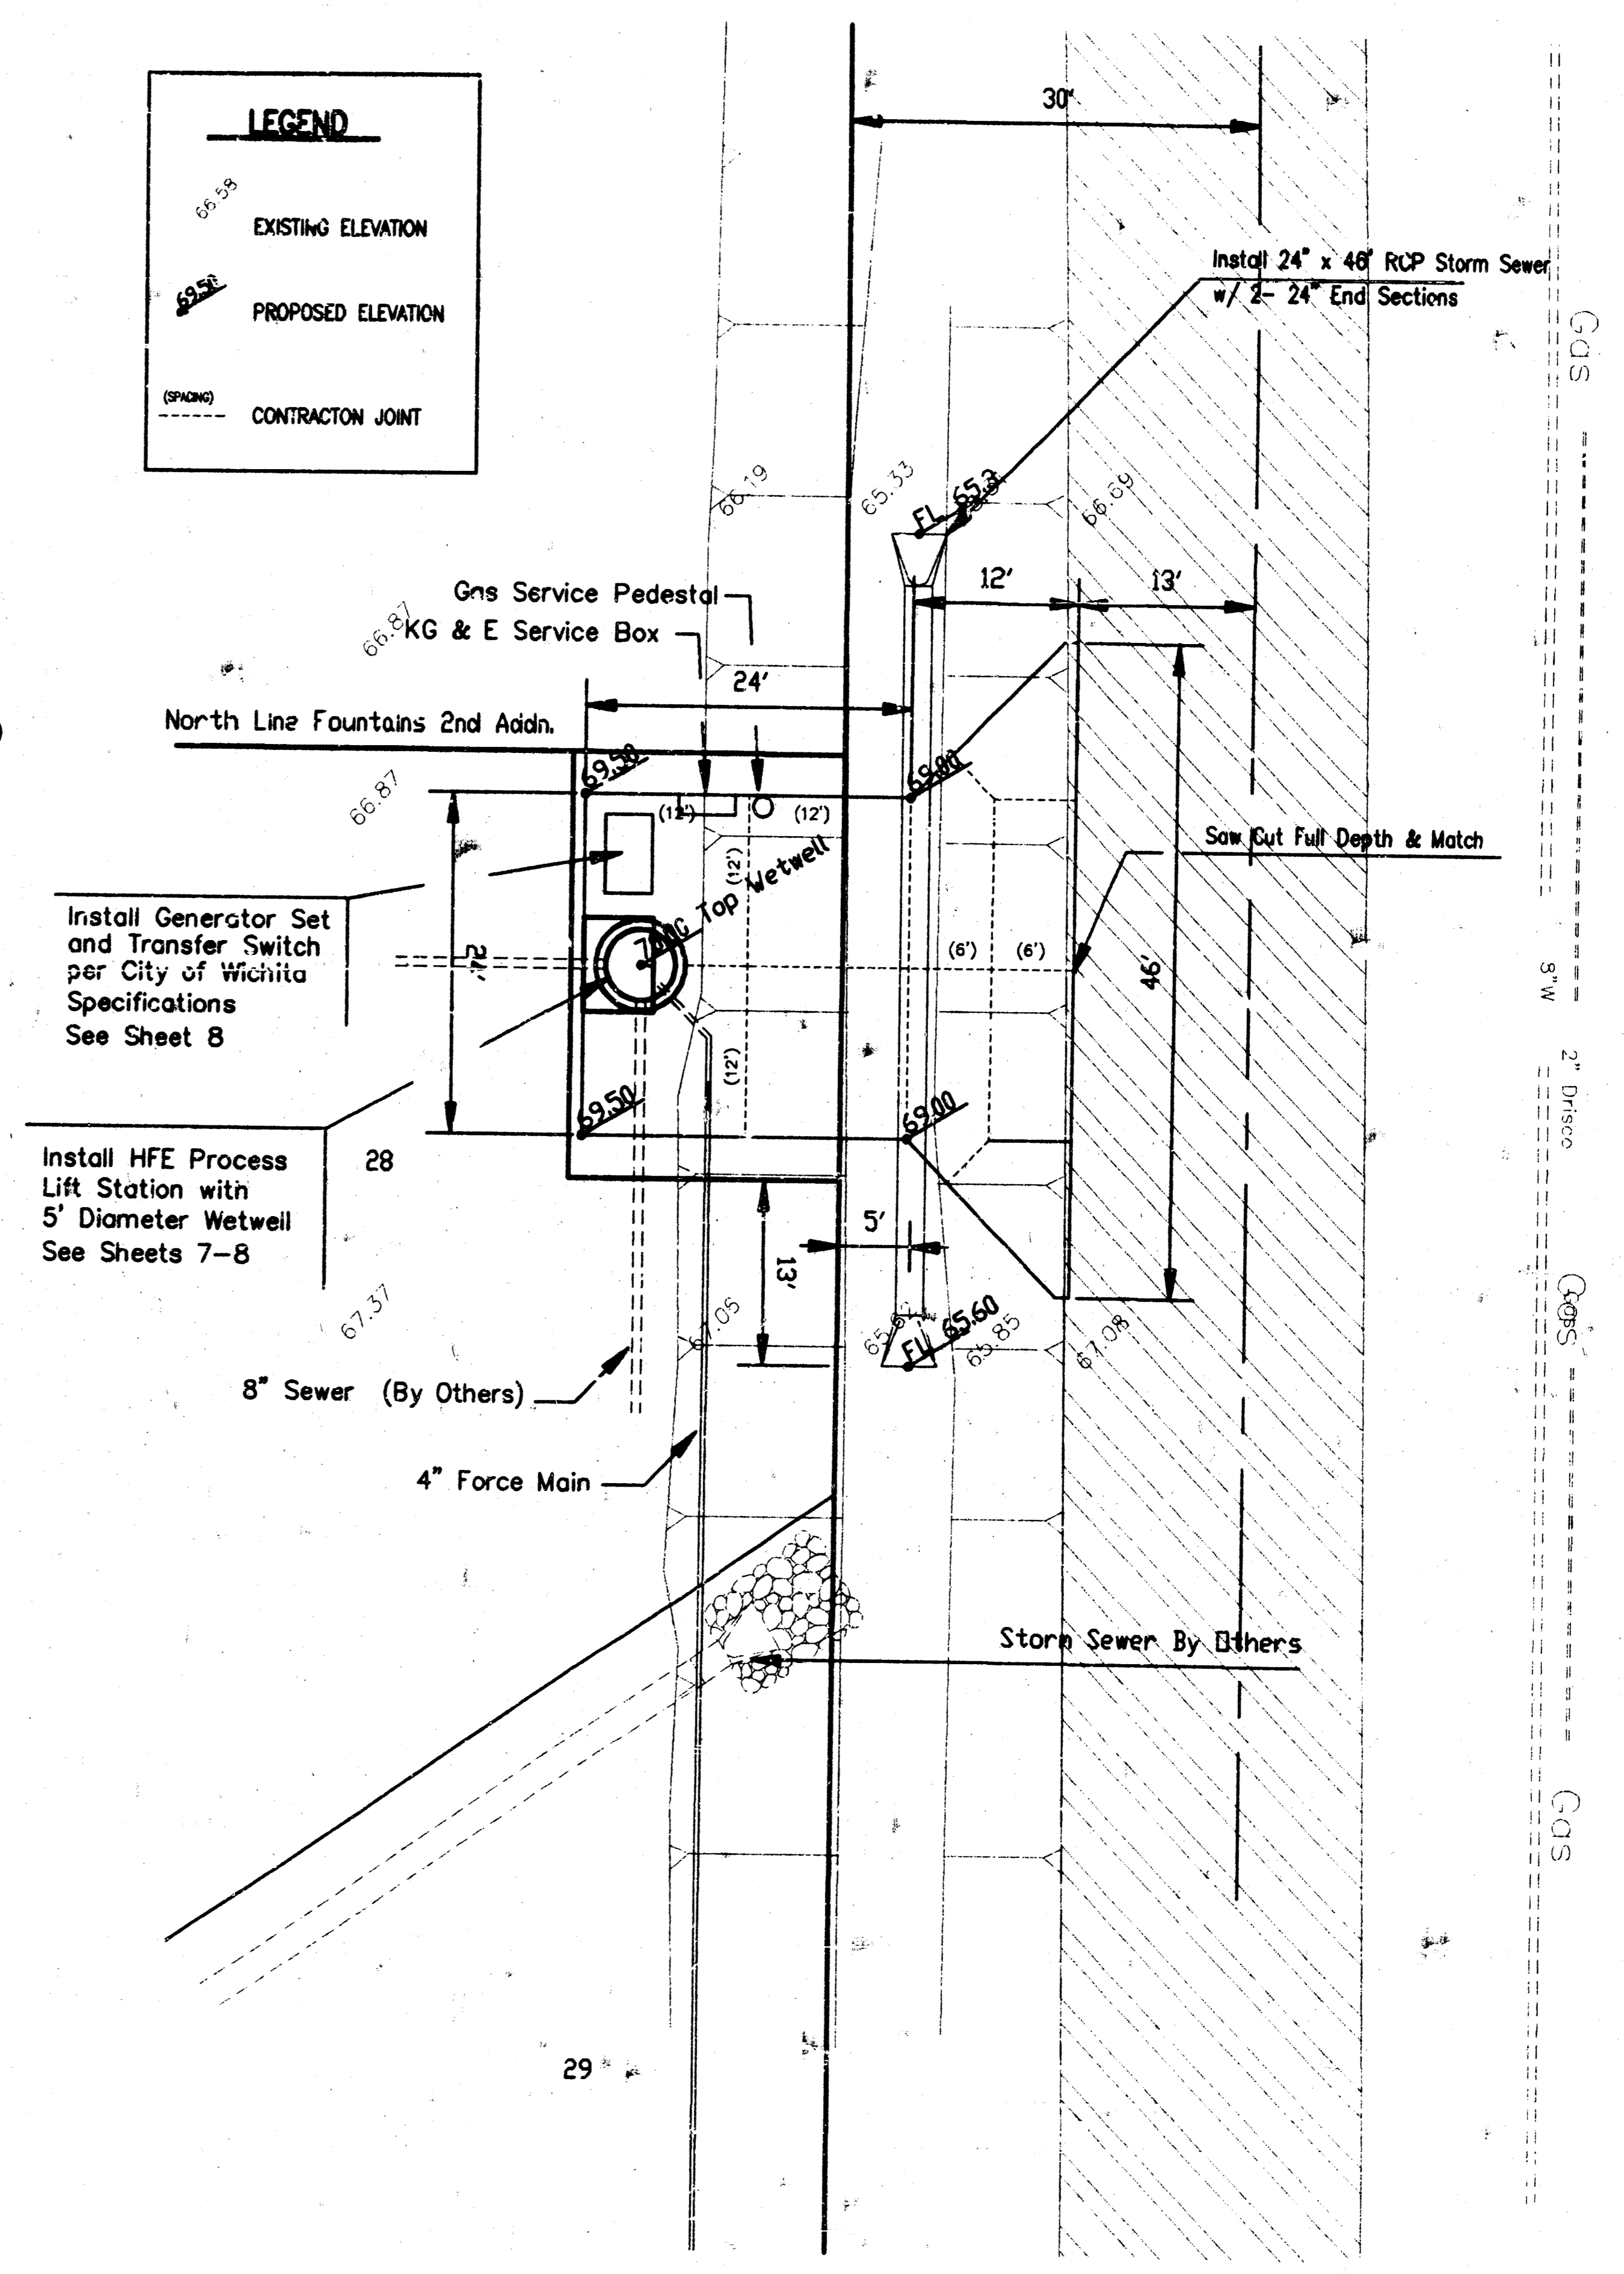 LEGEND
66.58
EXISTING ELEVATION
69.50
PROPOSED ELEVATION
(SPACING)
CONTRACTON JOINT
30'
Install 24" x 46' RCP Storm Sewer
w/ 2- 24" End Sections
Gas
66.19
65.33
FL 65.3
66.69
12'
13'
Gas Service Pedestal
66.87
KG & E Service Box
24'
North Line Fountains 2nd Addn.
69.50
69.00
66.87
(12')
(12')
(12')
Top Wetwell
Saw Cut Full Depth & Match
Install Generator Set
and Transfer Switch
per City of Wichita
Specifications
See Sheet 8
(6')
(6')
46'
8"W
2" Drisco
(12')
69.50
69.00
Install HFE Process
Lift Station with
5' Diameter Wetwell
See Sheets 7-8
28
5'
13'
67.37
67.05
FL 65.60
65.85
67.08
Gas
8" Sewer (By Others)
4" Force Main
Storm Sewer By Others
Gas
29